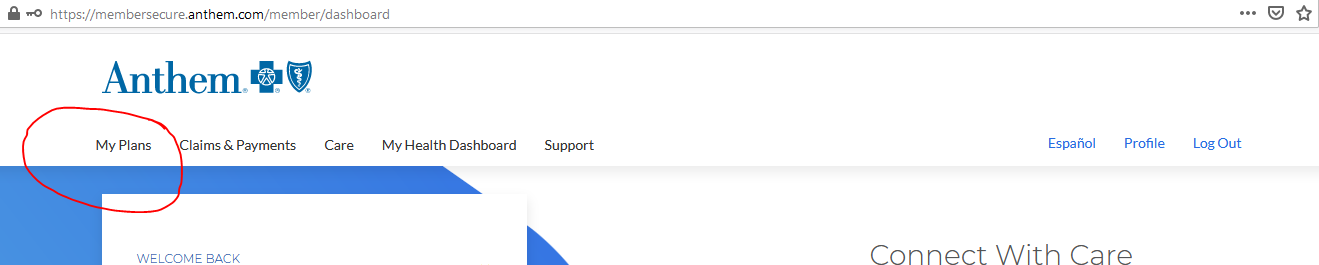 https://membersecure.anthem.com/member/dashboard
Anthem
My Plans Claims & Payments Care My Health Dashboard Support Español Profile Log Out
WELCOME BACK
Connect With Care